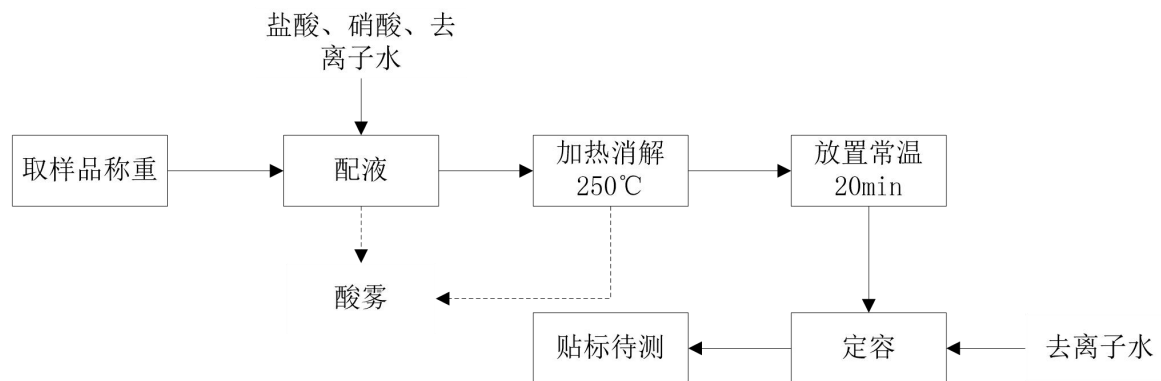 盐酸、硝酸、去
离子水
取样品称重
配液
加热消解
250℃
放置常温
20min
酸雾
贴标待测
定容
去离子水